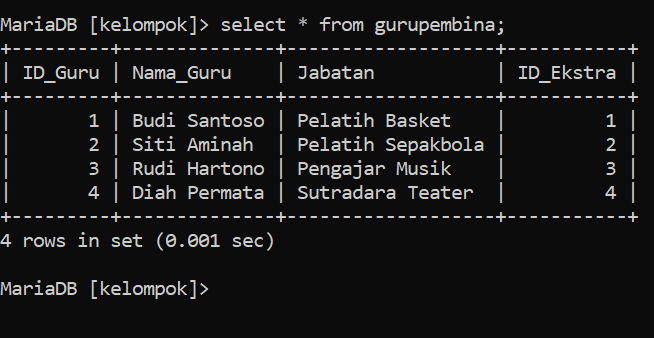 MariaDB [kelompok]> select * from gurupembina;
+---------+--------------+-------------------+-----------+
| ID_Guru | Nama_Guru    | Jabatan           | ID_Ekstra |
+---------+--------------+-------------------+-----------+
|       1 | Budi Santoso | Pelatih Basket    |         1 |
|       2 | Siti Aminah  | Pelatih Sepakbola |         2 |
|       3 | Rudi Hartono | Pengajar Musik    |         3 |
|       4 | Diah Permata | Sutradara Teater  |         4 |
+---------+--------------+-------------------+-----------+
4 rows in set (0.001 sec)
MariaDB [kelompok]>